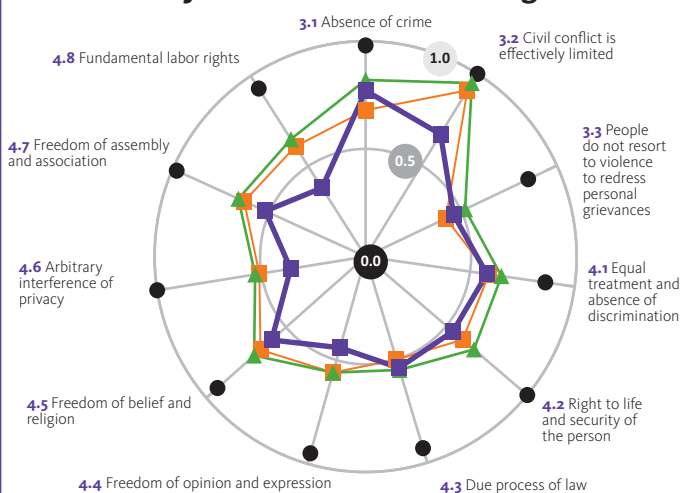 3.1 Absence of crime
3.2 Civil conflict is
effectively limited
1.0
4.8 Fundamental labor rights
3.3 People
do not resort
to violence
to redress
personal
grievances
0.5
4.7 Freedom of assembly
and association
0.0
4.6 Arbitrary
interference of
privacy
4.1 Equal
treatment and
absence of
discrimination
4.5 Freedom of belief and
religion
4.2 Right to life
and security of
the person
4.4 Freedom of opinion and expression
4.3 Due process of law